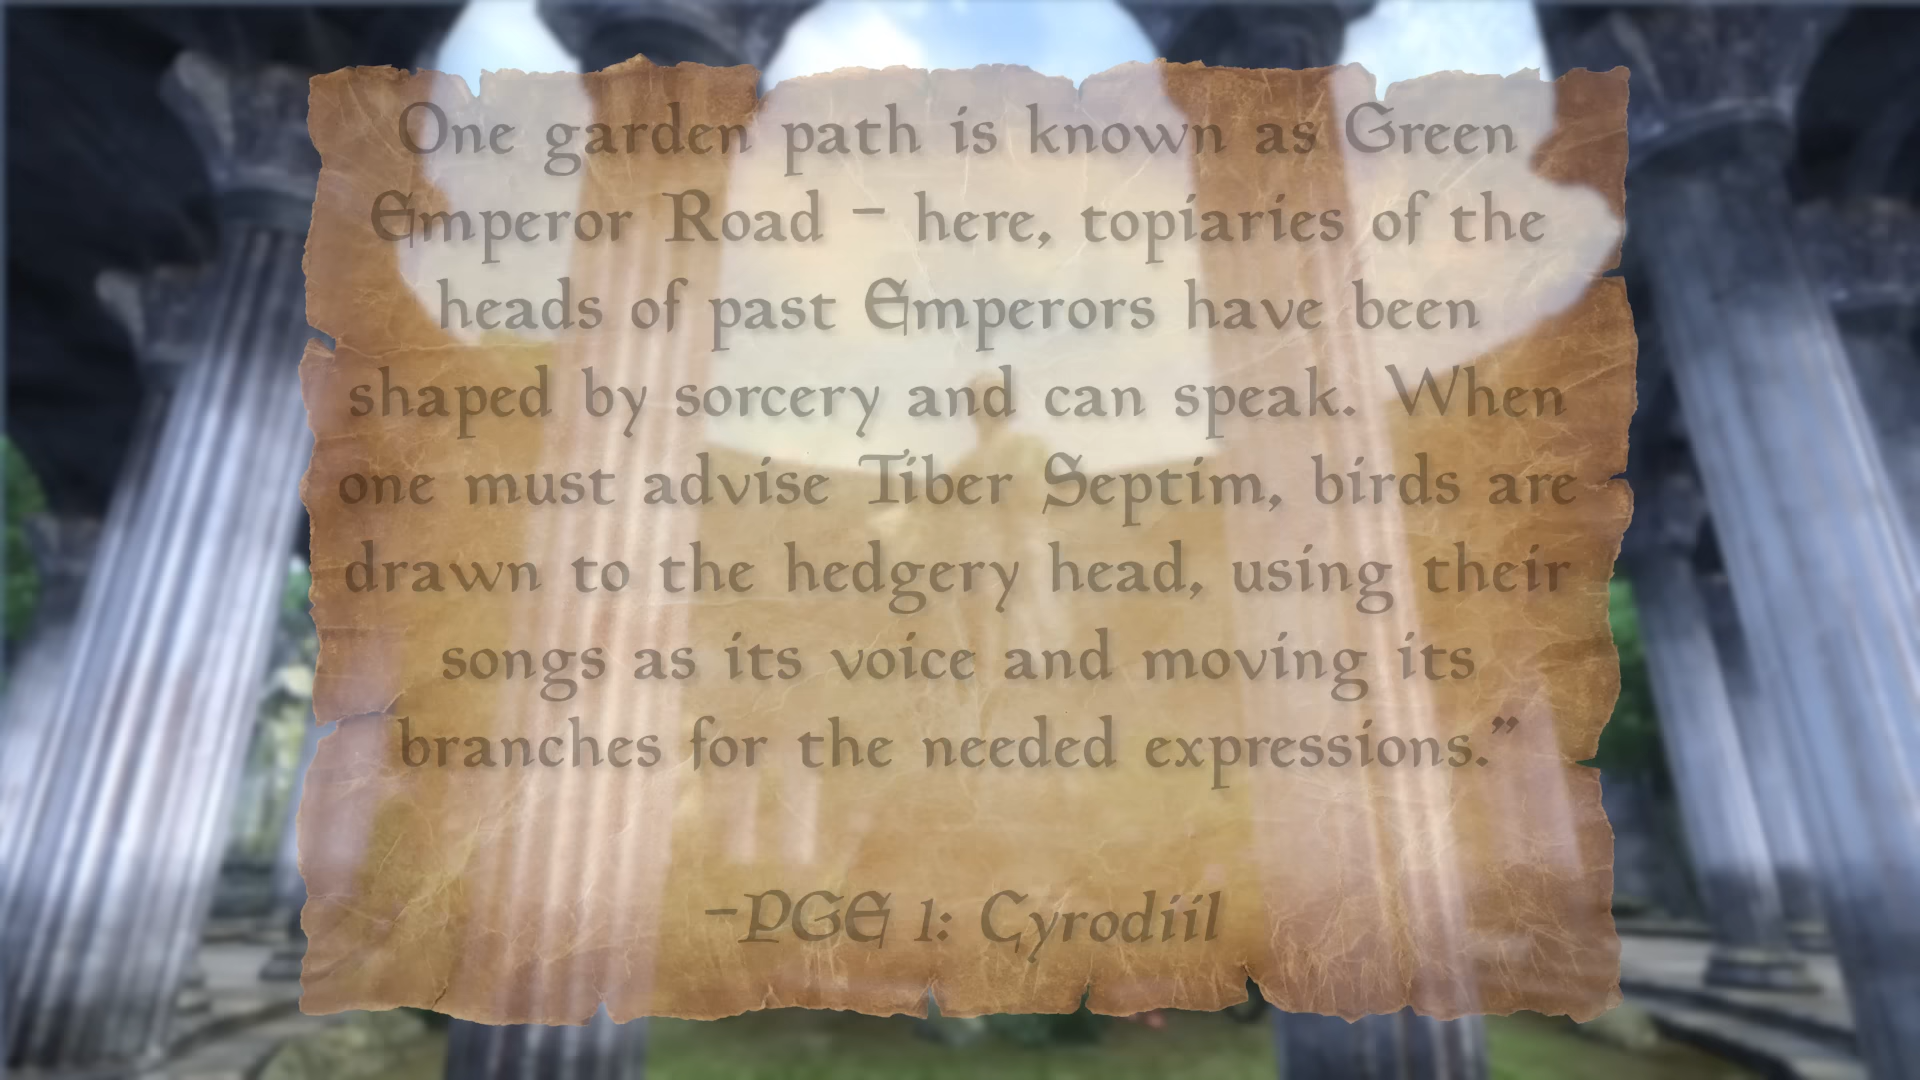 One garden path is known as Green
Emperor Road – here, topiaries of the
heads of past Emperors have been
shaped by sorcery and can speak. When
one must advise Tiber Septim, birds are
drawn to the hedgery head, using their
songs as its voice and moving its
branches for the needed expressions.”
–PGE 1: Cyrodiil